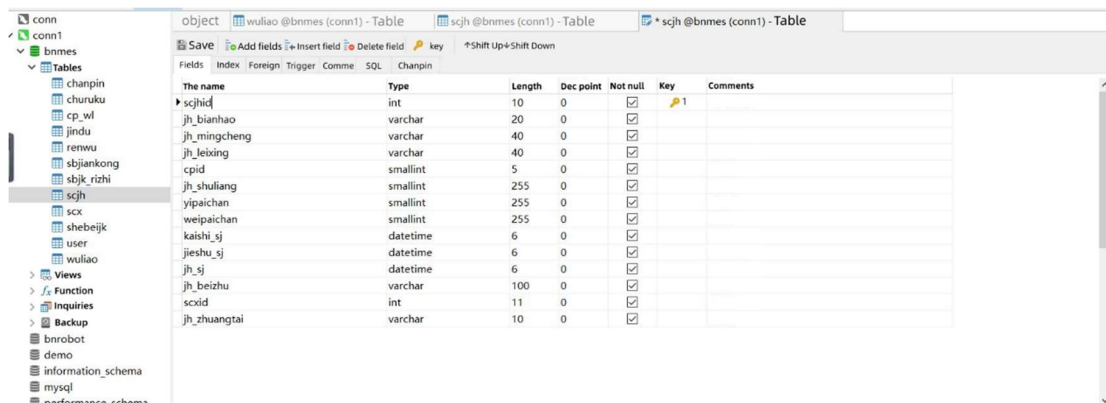 conn
conn1
bnmes
Tables
chanpin
churuku
cp_wl
jindu
renwu
sbjiankong
sbjk_rizhi
scjh
scx
shebeijk
user
wuliao
Views
fx Function
Inquiries
Backup
bnrobot
demo
information_schema
mysql
performance_schema
object wuliao @bnmes (conn1) - Table scjh @bnmes (conn1) - Table * scjh @bnmes (conn1) - Table
Save Add fields Insert field Delete field key ↑Shift Up↓Shift Down
Fields Index Foreign Trigger Comme SQL Chanpin
The name Type Length Dec point Not null Key Comments
scjhid int 10 0 1
jh_bianhao varchar 20 0
jh_mingcheng varchar 40 0
jh_leixing varchar 40 0
cpid smallint 5 0
jh_shuliang smallint 255 0
yipaichan smallint 255 0
weipaichan smallint 255 0
kaishi_sj datetime 6 0
jieshu_sj datetime 6 0
jh_sj datetime 6 0
jh_beizhu varchar 100 0
scxid int 11 0
jh_zhuangtai varchar 10 0